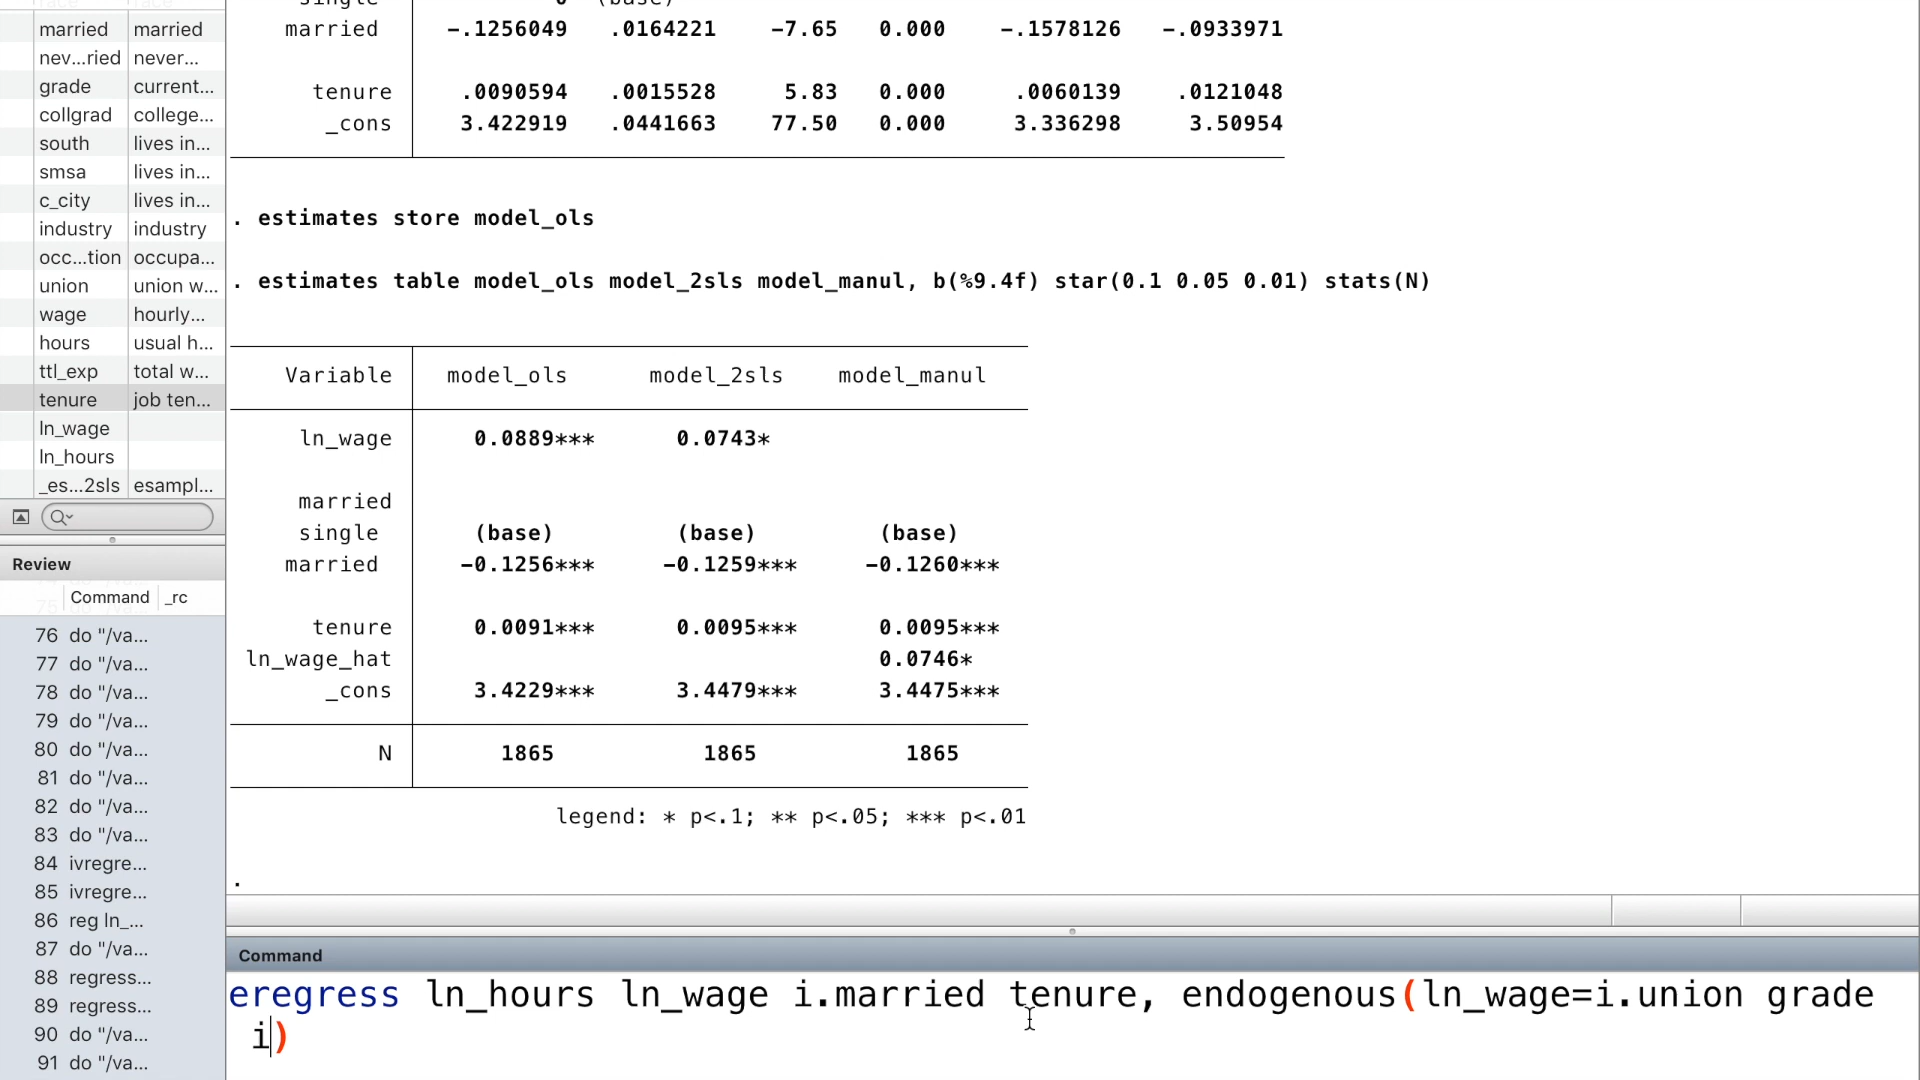 married married
nev...ried never...
grade current...
collgrad college...
south lives in...
smsa lives in...
c_city lives in...
industry industry
occ...tion occupa...
union union w...
wage hourly...
hours usual h...
ttl_exp total w...
tenure job ten...
ln_wage
ln_hours
_es...2sls esampl...
Review
Command _rc
76 do "/va...
77 do "/va...
78 do "/va...
79 do "/va...
80 do "/va...
81 do "/va...
82 do "/va...
83 do "/va...
84 ivregre...
85 ivregre...
86 reg ln_...
87 do "/va...
88 regress...
89 regress...
90 do "/va...
91 do "/va...
single 0 (base)
married -.1256049 .0164221 -7.65 0.000 -.1578126 -.0933971
tenure .0090594 .0015528 5.83 0.000 .0060139 .0121048
_cons 3.422919 .0441663 77.50 0.000 3.336298 3.50954
. estimates store model_ols
. estimates table model_ols model_2sls model_manul, b(%9.4f) star(0.1 0.05 0.01) stats(N)
Variable model_ols model_2sls model_manul
ln_wage 0.0889*** 0.0743*
married
single (base) (base) (base)
married -0.1256*** -0.1259*** -0.1260***
tenure 0.0091*** 0.0095*** 0.0095***
ln_wage_hat 0.0746*
_cons 3.4229*** 3.4479*** 3.4475***
N 1865 1865 1865
legend: * p<.1; ** p<.05; *** p<.01
.
Command
eregress ln_hours ln_wage i.married tenure, endogenous(ln_wage=i.union grade
i)